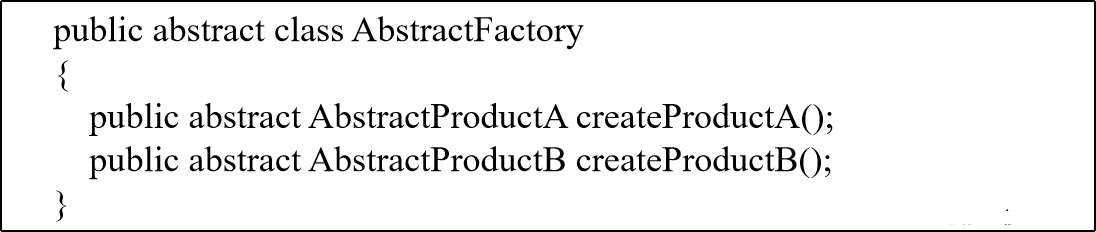 public abstract class AbstractFactory
{
    public abstract AbstractProductA createProductA();
    public abstract AbstractProductB createProductB();
}